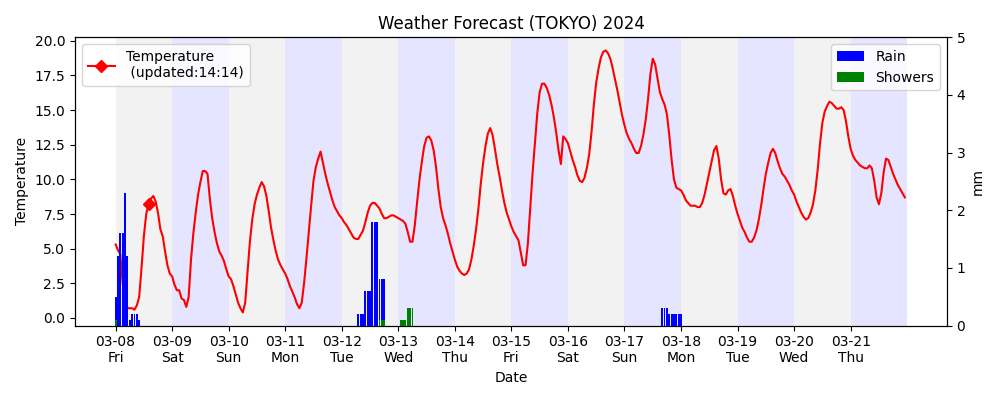 Weather Forecast (TOKYO) 2024
Temperature
(updated:14:14)
Rain
Showers
Temperature
20.0
17.5
15.0
12.5
10.0
7.5
5.0
2.5
0.0
5
4
3
2
1
0
mm
03-08 03-09 03-10 03-11 03-12 03-13 03-14 03-15 03-16 03-17 03-18 03-19 03-20 03-21
Fri Sat Sun Mon Tue Wed Thu Fri Sat Sun Mon Tue Wed Thu
Date